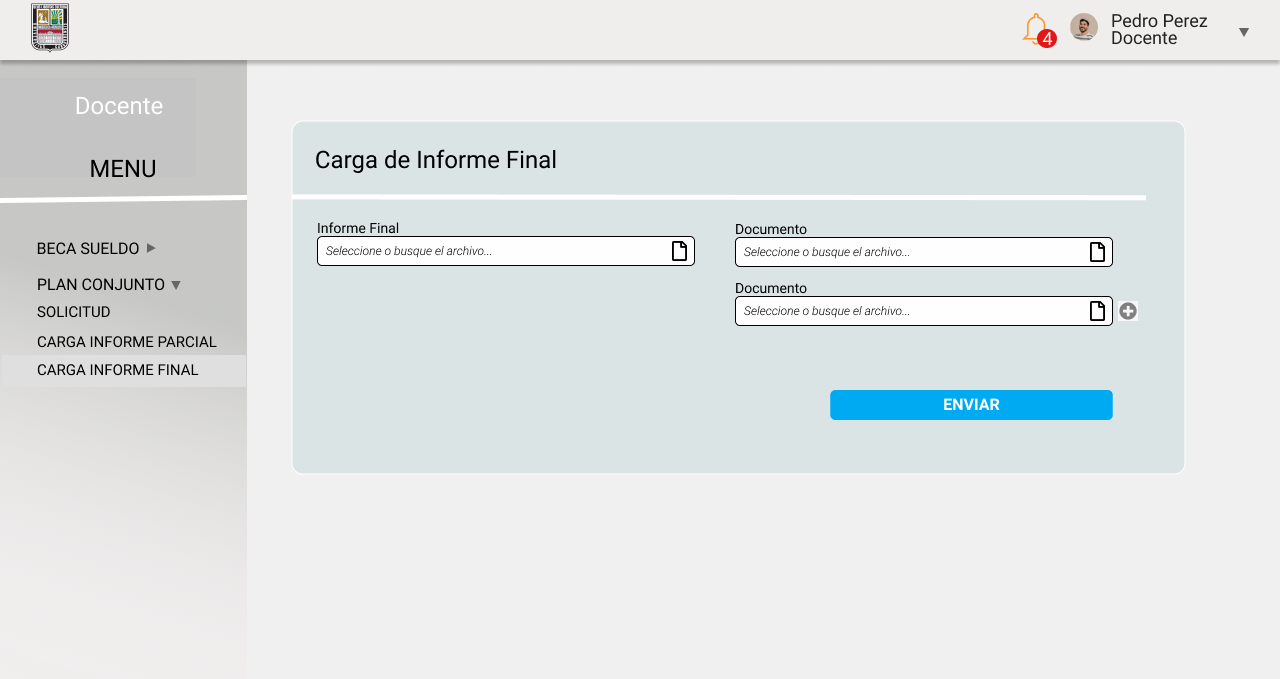 4
Pedro Perez
Docente
Docente
MENU
BECA SUELDO
PLAN CONJUNTO
SOLICITUD
CARGA INFORME PARCIAL
CARGA INFORME FINAL
Carga de Informe Final
Informe Final
Seleccione o busque el archivo...
Documento
Seleccione o busque el archivo...
Documento
Seleccione o busque el archivo...
ENVIAR